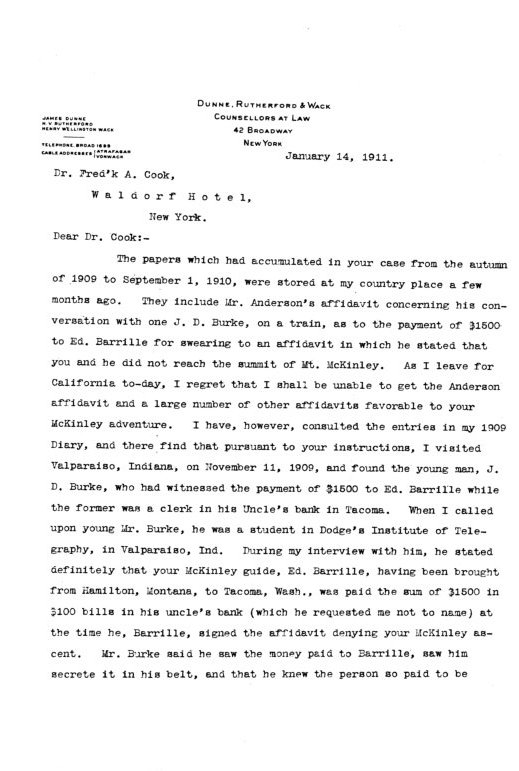 DUNNE, RUTHERFORD & WACK
COUNSELLORS AT LAW
42 BROADWAY
NEW YORK
JAMES DUNNE
H. V. RUTHERFORD
HENRY WELLINGTON WACK
TELEPHONE, BROAD
CABLE ADDRESSES
VONWACK
January 14, 1911.
Dr. Fred'k A. Cook,
Waldorf Hotel,
New York.
Dear Dr. Cook:-
The papers which had accumulated in your case from the autumn
of 1909 to September 1, 1910, were stored at my country place a few
months ago. They include Mr. Anderson's affidavit concerning his con-
versation with one J. D. Burke, on a train, as to the payment of $1500
to Ed. Barrille for swearing to an affidavit in which he stated that
you and he did not reach the summit of Mt. McKinley. As I leave for
California to-day, I regret that I shall be unable to get the Anderson
affidavit and a large number of other affidavits favorable to your
McKinley adventure. I have, however, consulted the entries in my 1909
Diary, and there find that pursuant to your instructions, I visited
Valparaiso, Indiana, on November 11, 1909, and found the young man, J.
D. Burke, who had witnessed the payment of $1500 to Ed. Barrille while
the former was a clerk in his Uncle's bank in Tacoma. When I called
upon young Mr. Burke, he was a student in Dodge's Institute of Tele-
graphy, in Valparaiso, Ind. During my interview with him, he stated
definitely that your McKinley guide, Ed. Barrille, having been brought
from Hamilton, Montana, to Tacoma, Wash., was paid the sum of $1500 in
$100 bills in his uncle's bank (which he requested me not to name) at
the time he, Barrille, signed the affidavit denying your McKinley as-
cent. Mr. Burke said he saw the money paid to Barrille, saw him
secrete it in his belt, and that he knew the person so paid to be